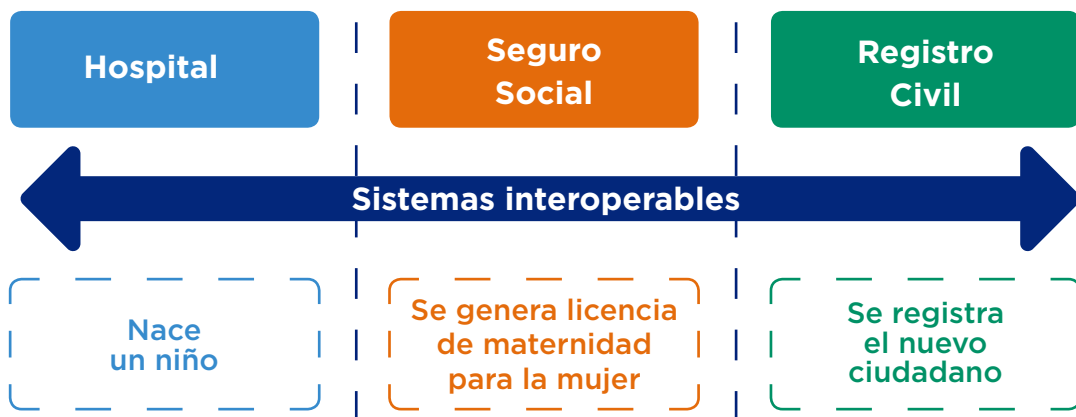 Hospital
Seguro
Social
Registro
Civil
Sistemas interoperables
Nace
un niño
Se genera licencia
de maternidad
para la mujer
Se registra
el nuevo
ciudadano